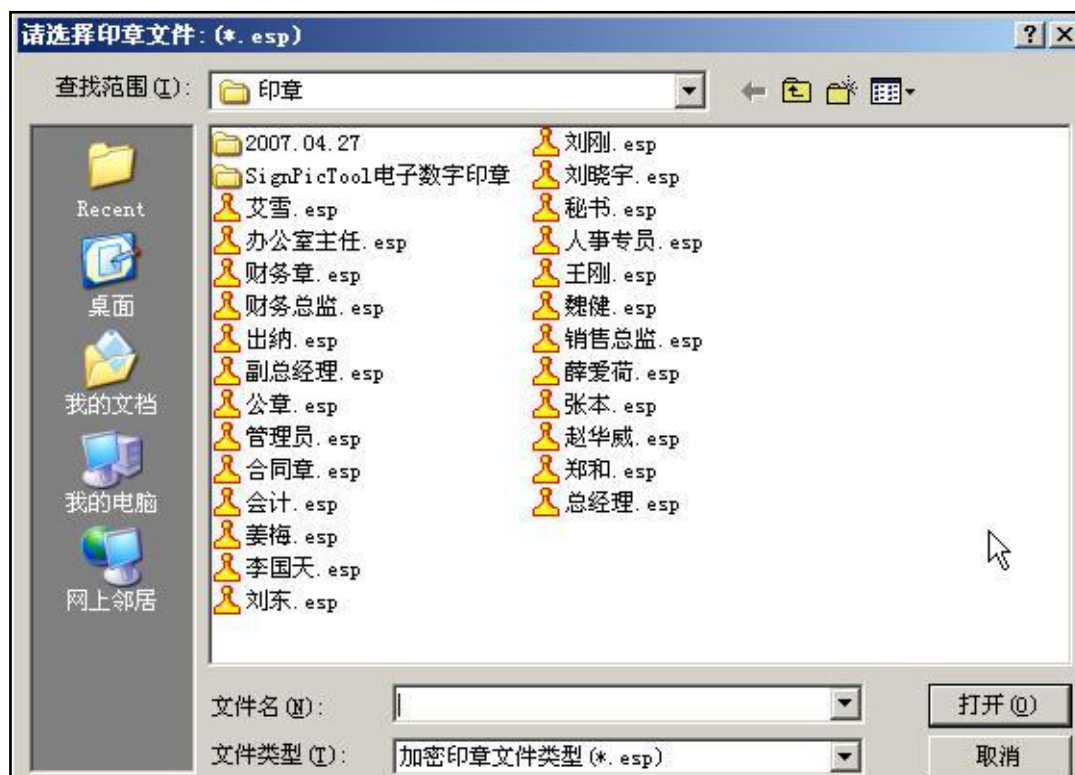 请选择印章文件:(*.esp)
查找范围(I):
印章
Recent
桌面
我的文档
我的电脑
网上邻居
2007.04.27
SignPicTool电子数字印章
艾雪.esp
办公室主任.esp
财务章.esp
财务总监.esp
出纳.esp
副总经理.esp
公章.esp
管理员.esp
合同章.esp
会计.esp
姜梅.esp
李国天.esp
刘东.esp
刘刚.esp
刘晓宇.esp
秘书.esp
人事专员.esp
王刚.esp
魏健.esp
销售总监.esp
薛爱荷.esp
张本.esp
赵华威.esp
郑和.esp
总经理.esp
文件名(N):
打开(O)
文件类型(T):
加密印章文件类型(*.esp)
取消